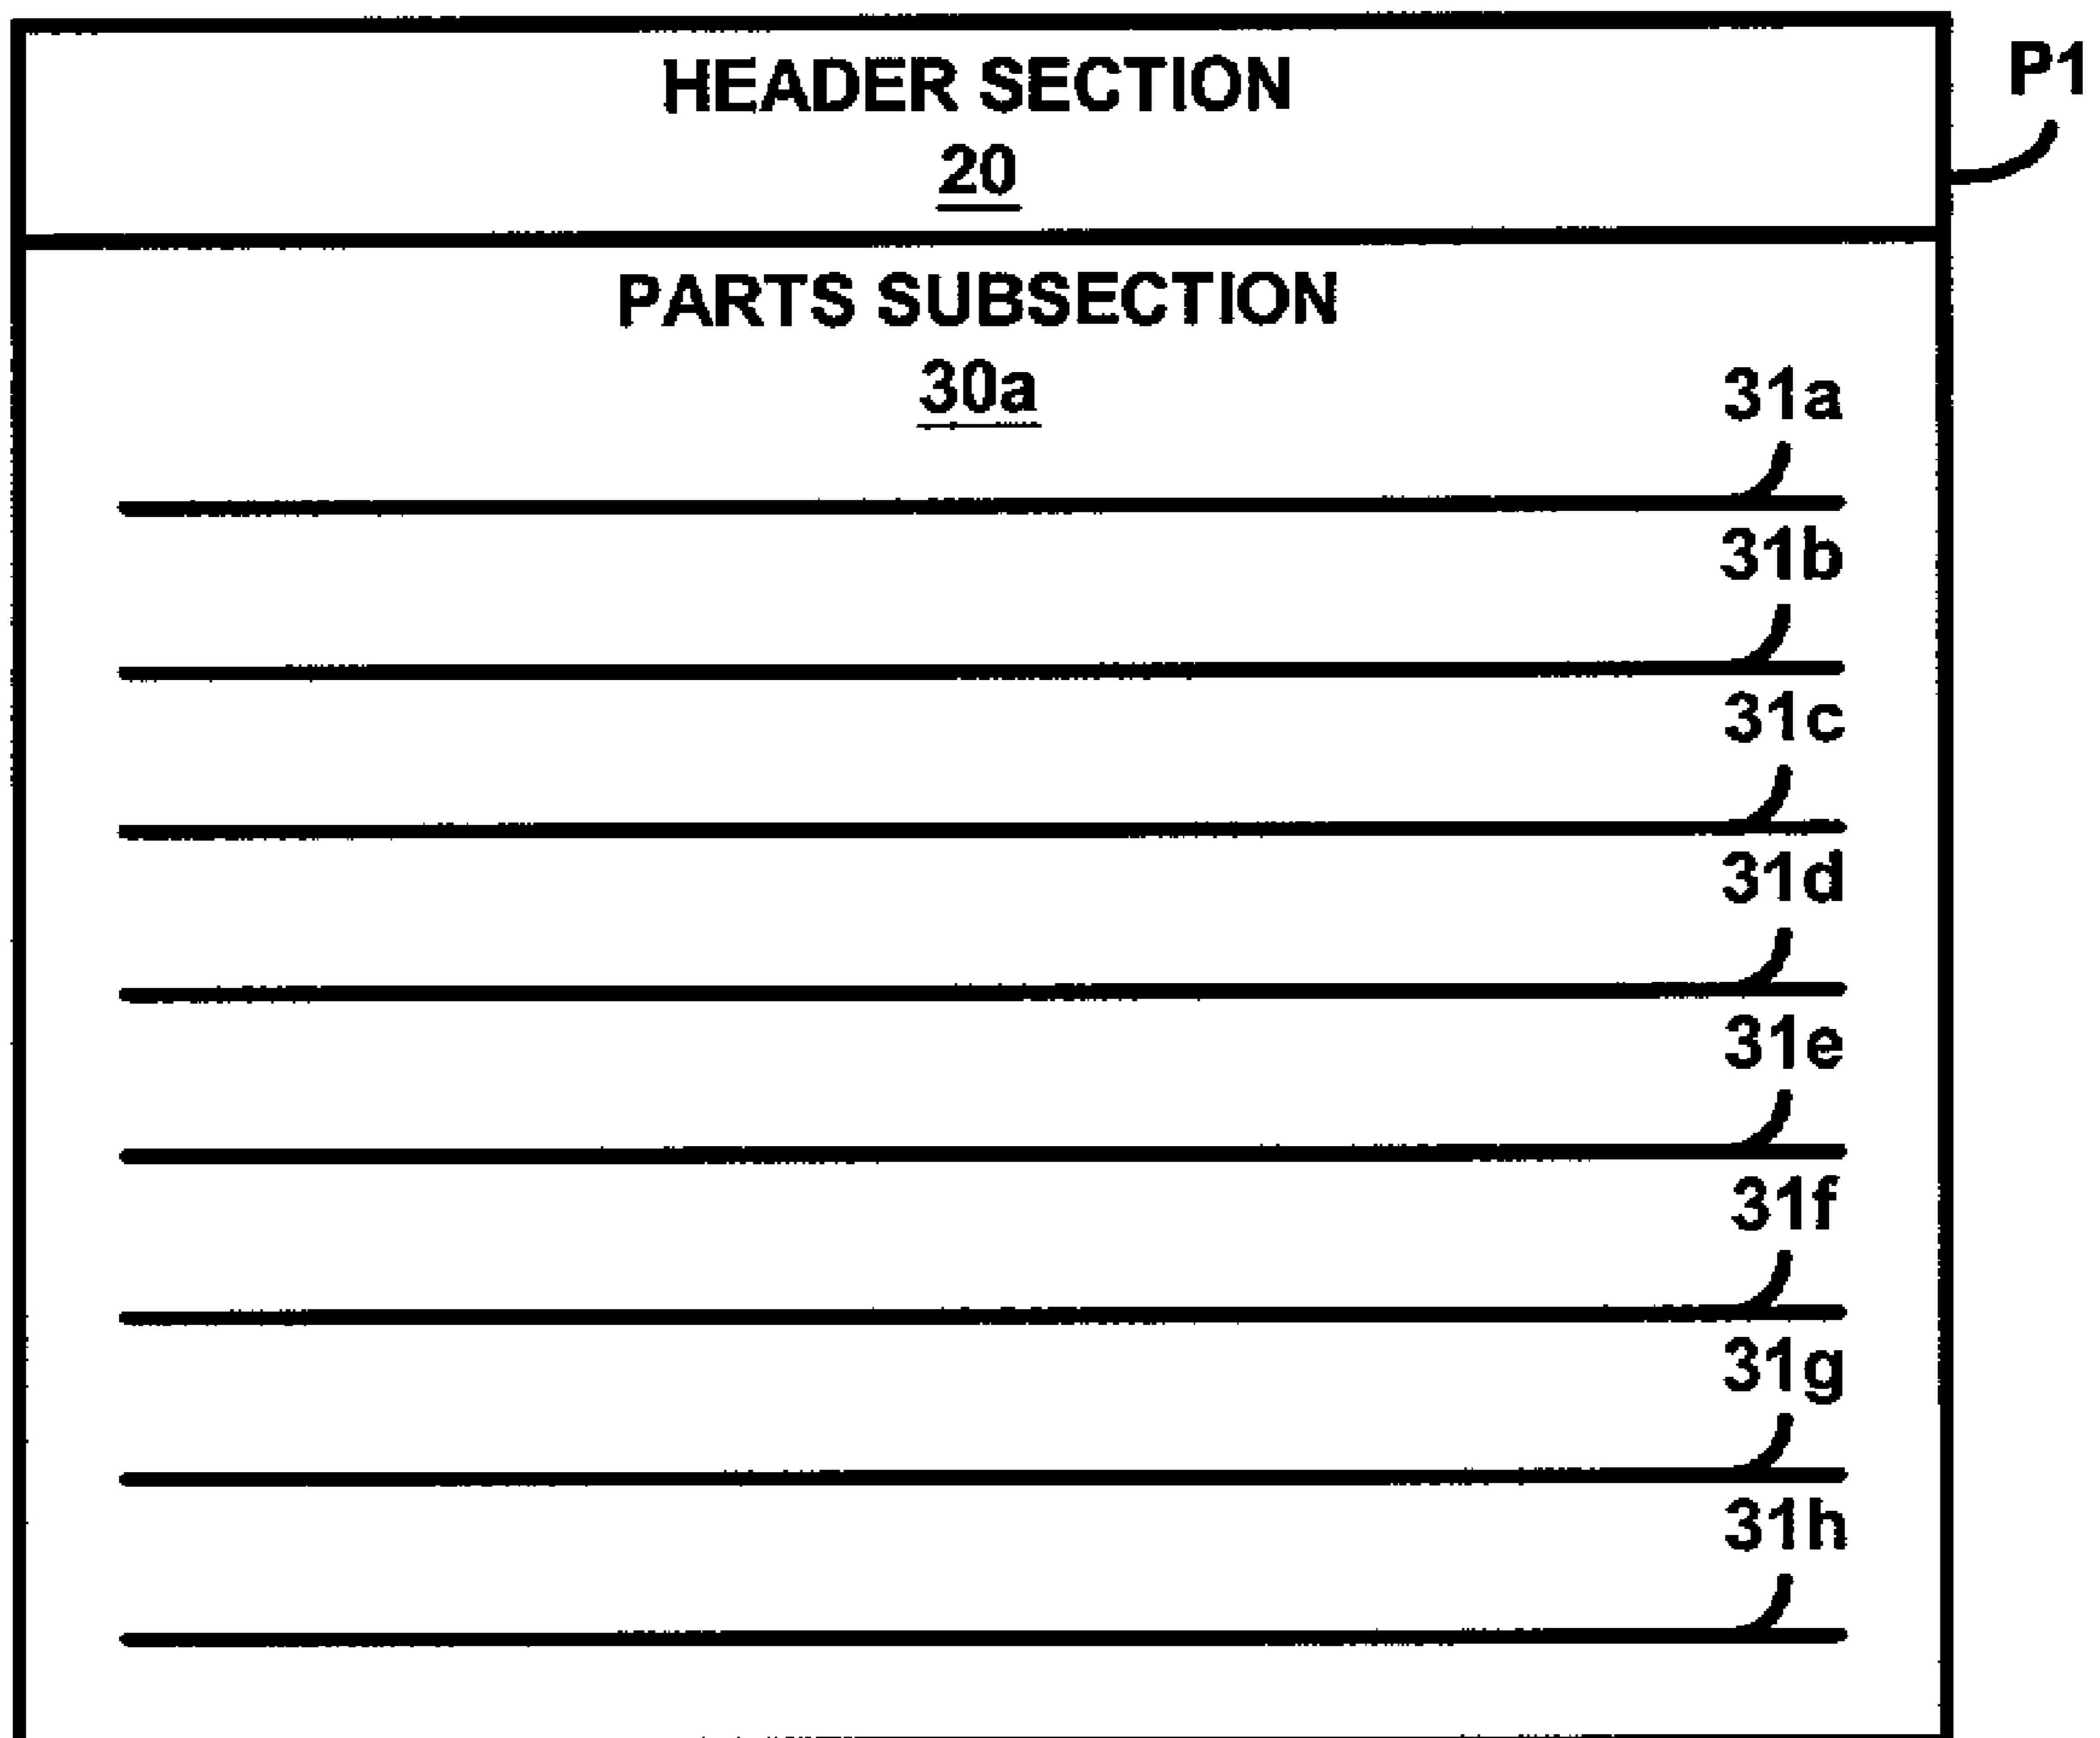 HEADER SECTION
P1
20
PARTS SUBSECTION
30a
31a
31b
31c
31d
31e
31f
31g
31h